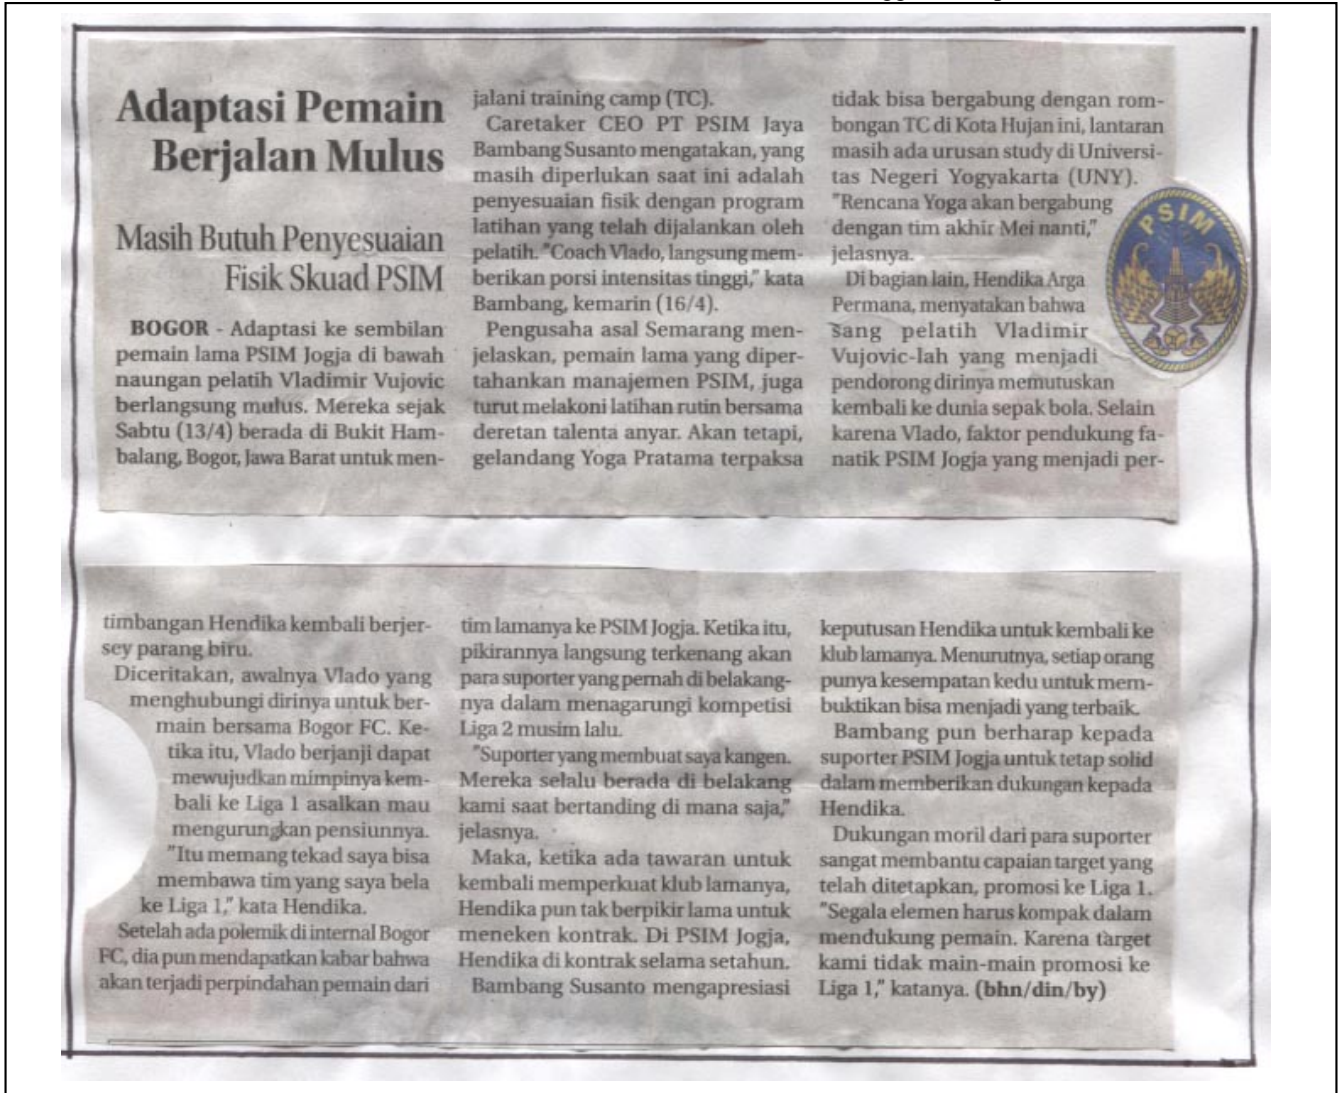 Adaptasi Pemain
Berjalan Mulus
Masih Butuh Penyesuaian
Fisik Skuad PSIM
BOGOR - Adaptasi ke sembilan
pemain lama PSIM Jogja di bawah
naungan pelatih Vladimir Vujovic
berlangsung mulus. Mereka sejak
Sabtu (13/4) berada di Bukit Ham-
balang, Bogor, Jawa Barat untuk men-
jalani training camp (TC).
Caretaker CEO PT PSIM Jaya
Bambang Susanto mengatakan, yang
masih diperlukan saat ini adalah
penyesuaian fisik dengan program
latihan yang telah dijalankan oleh
pelatih. "Coach Vlado, langsung mem-
berikan porsi intensitas tinggi," kata
Bambang, kemarin (16/4).
Pengusaha asal Semarang men-
jelaskan, pemain lama yang diper-
tahankan manajemen PSIM, juga
turut melakoni latihan rutin bersama
deretan talenta anyar. Akan tetapi,
gelandang Yoga Pratama terpaksa
tidak bisa bergabung dengan rom-
bongan TC di Kota Hujan ini, lantaran
masih ada urusan study di Universi-
tas Negeri Yogyakarta (UNY).
"Rencana Yoga akan bergabung
dengan tim akhir Mei nanti,"
jelasnya.
Di bagian lain, Hendika Arga
Permana, menyatakan bahwa
sang pelatih Vladimir
Vujovic-lah yang menjadi
pendorong dirinya memutuskan
kembali ke dunia sepak bola. Selain
karena Vlado, faktor pendukung fa-
natik PSIM Jogja yang menjadi per-
PSIM
timbangan Hendika kembali berjer-
sey parang biru.
Diceritakan, awalnya Vlado yang
menghubungi dirinya untuk ber-
main bersama Bogor FC. Ke-
tika itu, Vlado berjanji dapat
mewujudkan mimpinya kem-
bali ke Liga 1 asalkan mau
mengurungkan pensiunnya.
"Itu memang tekad saya bisa
membawa tim yang saya bela
ke Liga 1," kata Hendika.
Setelah ada polemik di internal Bogor
FC, dia pun mendapatkan kabar bahwa
akan terjadi perpindahan pemain dari
tim lamanya ke PSIM Jogja. Ketika itu,
pikirannya langsung terkenang akan
para suporter yang pernah di belakang-
nya dalam menagarungi kompetisi
Liga 2 musim lalu.
"Suporter yang membuat saya kangen.
Mereka selalu berada di belakang
kami saat bertanding di mana saja,"
jelasnya.
Maka, ketika ada tawaran untuk
kembali memperkuat klub lamanya,
Hendika pun tak berpikir lama untuk
meneken kontrak. Di PSIM Jogja,
Hendika di kontrak selama setahun.
Bambang Susanto mengapresiasi
keputusan Hendika untuk kembali ke
klub lamanya. Menurutnya, setiap orang
punya kesempatan kedu untuk mem-
buktikan bisa menjadi yang terbaik.
Bambang pun berharap kepada
suporter PSIM Jogja untuk tetap solid
dalam memberikan dukungan kepada
Hendika.
Dukungan moril dari para suporter
sangat membantu capaian target yang
telah ditetapkan, promosi ke Liga 1.
"Segala elemen harus kompak dalam
mendukung pemain. Karena target
kami tidak main-main promosi ke
Liga 1," katanya. (bhn/din/by)